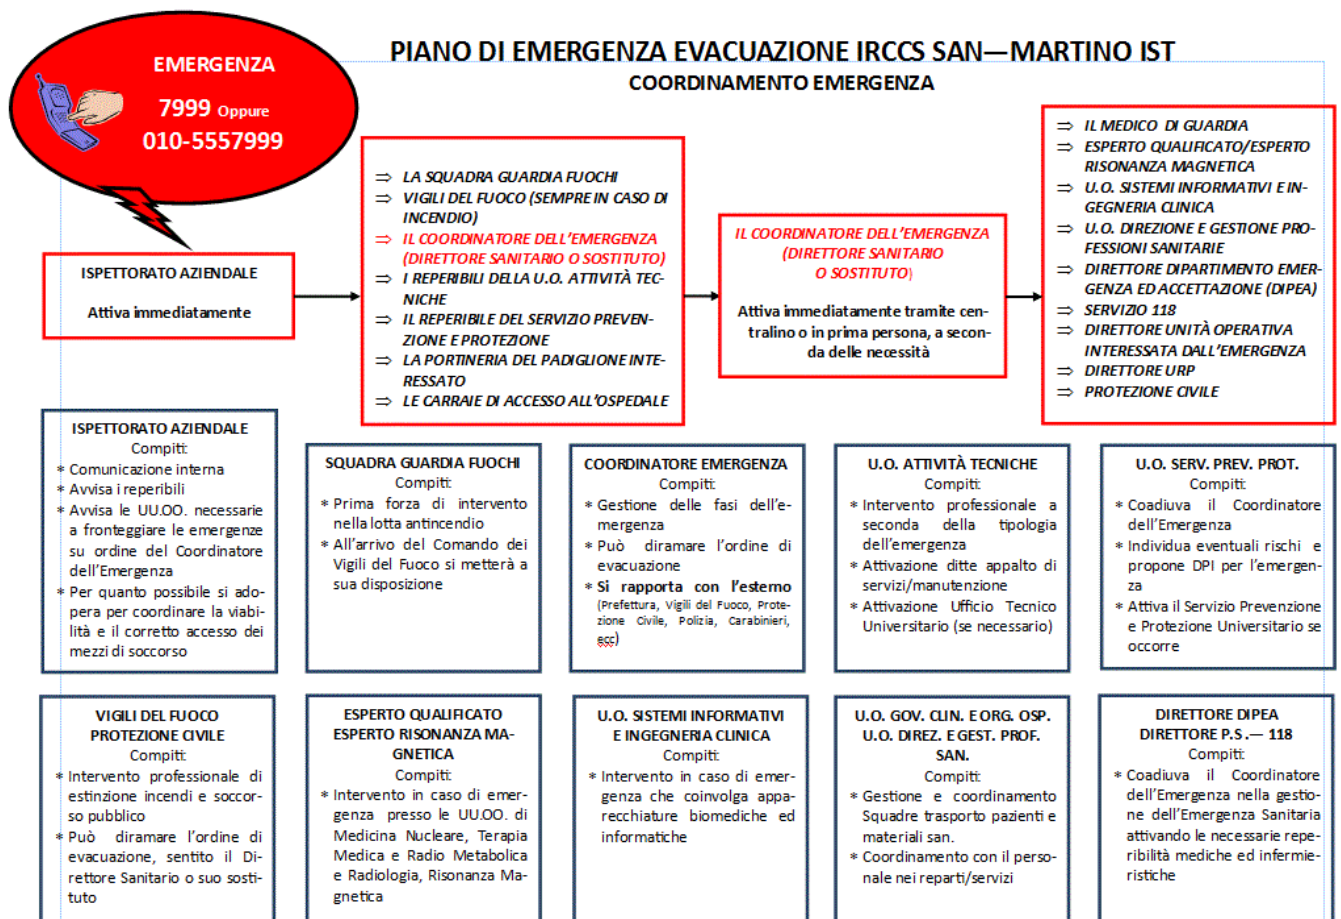 EMERGENZA
7999 Oppure
010-5557999
PIANO DI EMERGENZA EVACUAZIONE IRCCS SAN—MARTINO IST
COORDINAMENTO EMERGENZA
ISPETTORATO AZIENDALE
Attiva immediatamente
⇒ LA SQUADRA GUARDIA FUOCHI
⇒ VIGILI DEL FUOCO (SEMPRE IN CASO DI
INCENDIO)
⇒ IL COORDINATORE DELL'EMERGENZA
(DIRETTORE SANITARIO O SOSTITUTO)
⇒ I REPERIBILI DELLA U.O. ATTIVITÀ TEC-
NICHE
⇒ IL REPERIBILE DEL SERVIZIO PREVEN-
ZIONE E PROTEZIONE
⇒ LA PORTINERIA DEL PADIGLIONE INTE-
RESSATO
⇒ LE CARRAIE DI ACCESSO ALL'OSPEDALE
IL COORDINATORE DELL'EMERGENZA
(DIRETTORE SANITARIO
O SOSTITUTO)
Attiva immediatamente tramite cen-
tralino o in prima persona, a secon-
da delle necessità
⇒ IL MEDICO DI GUARDIA
⇒ ESPERTO QUALIFICATO/ESPERTO
RISONANZA MAGNETICA
⇒ U.O. SISTEMI INFORMATIVI E IN-
GEGNERIA CLINICA
⇒ U.O. DIREZIONE E GESTIONE PRO-
FESSIONI SANITARIE
⇒ DIRETTORE DIPARTIMENTO EMER-
GENZA ED ACCETTAZIONE (DIPEA)
⇒ SERVIZIO 118
⇒ DIRETTORE UNITÀ OPERATIVA
INTERESSATA DALL'EMERGENZA
⇒ DIRETTORE URP
⇒ PROTEZIONE CIVILE
ISPETTORATO AZIENDALE
Compiti:
* Comunicazione interna
* Avvisa i reperibili
* Avvisa le UU.OO. necessarie
a fronteggiare le emergenze
su ordine del Coordinatore
dell'Emergenza
* Per quanto possibile si ado-
pera per coordinare la viabi-
lità e il corretto accesso dei
mezzi di soccorso
SQUADRA GUARDIA FUOCHI
Compiti:
* Prima forza di intervento
nella lotta antincendio
* All'arrivo del Comando dei
Vigili del Fuoco si metterà a
sua disposizione
COORDINATORE EMERGENZA
Compiti:
* Gestione delle fasi dell'e-
mergenza
* Può diramare l'ordine di
evacuazione
* Si rapporta con l'esterno
(Prefettura, Vigili del Fuoco, Prote-
zione Civile, Polizia, Carabinieri,
ecc)
U.O. ATTIVITÀ TECNICHE
Compiti:
* Intervento professionale a
seconda della tipologia
dell'emergenza
* Attivazione ditte appalto di
servizi/manutenzione
* Attivazione Ufficio Tecnico
Universitario (se necessario)
U.O. SERV. PREV. PROT.
Compiti:
* Coadiuva il Coordinatore
dell'Emergenza
* Individua eventuali rischi e
propone DPI per l'emergen-
za
* Attiva il Servizio Prevenzione
e Protezione Universitario se
occorre
VIGILI DEL FUOCO
PROTEZIONE CIVILE
Compiti:
* Intervento professionale di
estinzione incendi e soccor-
so pubblico
* Può diramare l'ordine di
evacuazione, sentito il Di-
rettore Sanitario o suo sosti-
tuto
ESPERTO QUALIFICATO
ESPERTO RISONANZA MA-
GNETICA
Compiti:
* Intervento in caso di emer-
genza presso le UU.OO. di
Medicina Nucleare, Terapia
Medica e Radio Metabolica
e Radiologia, Risonanza Ma-
gnetica
U.O. SISTEMI INFORMATIVI
E INGEGNERIA CLINICA
Compiti:
* Intervento in caso di emer-
genza che coinvolga appa-
recchiature biomediche ed
informatiche
U.O. GOV. CLIN. E ORG. OSP.
U.O. DIREZ. E GEST. PROF.
SAN.
Compiti:
* Gestione e coordinamento
Squadre trasporto pazienti e
materiali san.
* Coordinamento con il perso-
nale nei reparti/servizi
DIRETTORE DIPEA
DIRETTORE P.S.— 118
Compiti:
* Coadiuva il Coordinatore
dell'Emergenza nella gestio-
ne dell'Emergenza Sanitaria
attivando le necessarie repe-
ribilità mediche ed infermie-
ristiche